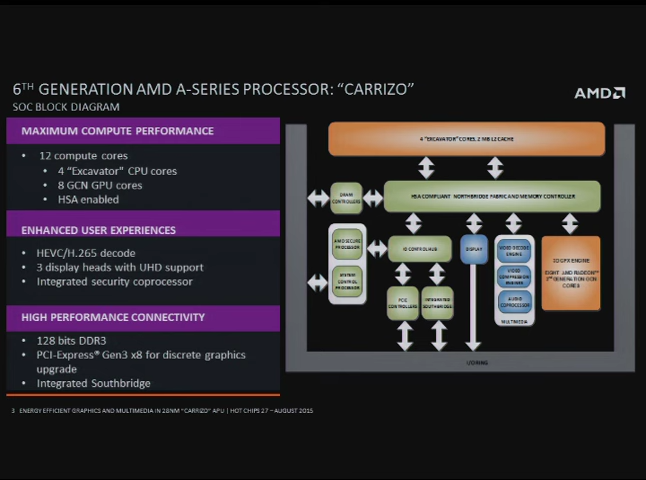 6TH GENERATION AMD A-SERIES PROCESSOR: "CARRIZO"
SOC BLOCK DIAGRAM
AMD
MAXIMUM COMPUTE PERFORMANCE
• 12 compute cores
• 4 "Excavator" CPU cores
• 8 GCN GPU cores
• HSA enabled
ENHANCED USER EXPERIENCES
• HEVC/H.265 decode
• 3 display heads with UHD support
• Integrated security coprocessor
HIGH PERFORMANCE CONNECTIVITY
• 128 bits DDR3
• PCI-Express® Gen3 x8 for discrete graphics
upgrade
• Integrated Southbridge
4 "EXCAVATOR" CORES, 2 MB L2 CACHE
HSA COMPLIANT NORTHBRIDGE FABRIC AND MEMORY CONTROLLER
DRAM
CONTROLLERS
AMD SECURE
PROCESSOR
SYSTEM
CONTROL
PROCESSOR
IO CONTROL HUB
PCIE
CONTROLLERS
INTEGRATED
SOUTHBRIDGE
DISPLAY
VIDEO DECODE
ENGINE
VIDEO
COMPRESSION
ENGINES
AUDIO
COPROCESSOR
MULTIMEDIA
3D GFX ENGINE
EIGHT AMD RADEON™
3RD GENERATION GCN
CORES
I/O RING
3 ENERGY EFFICIENT GRAPHICS AND MULTIMEDIA IN 28NM "CARRIZO" APU | HOT CHIPS 27 – AUGUST 2015